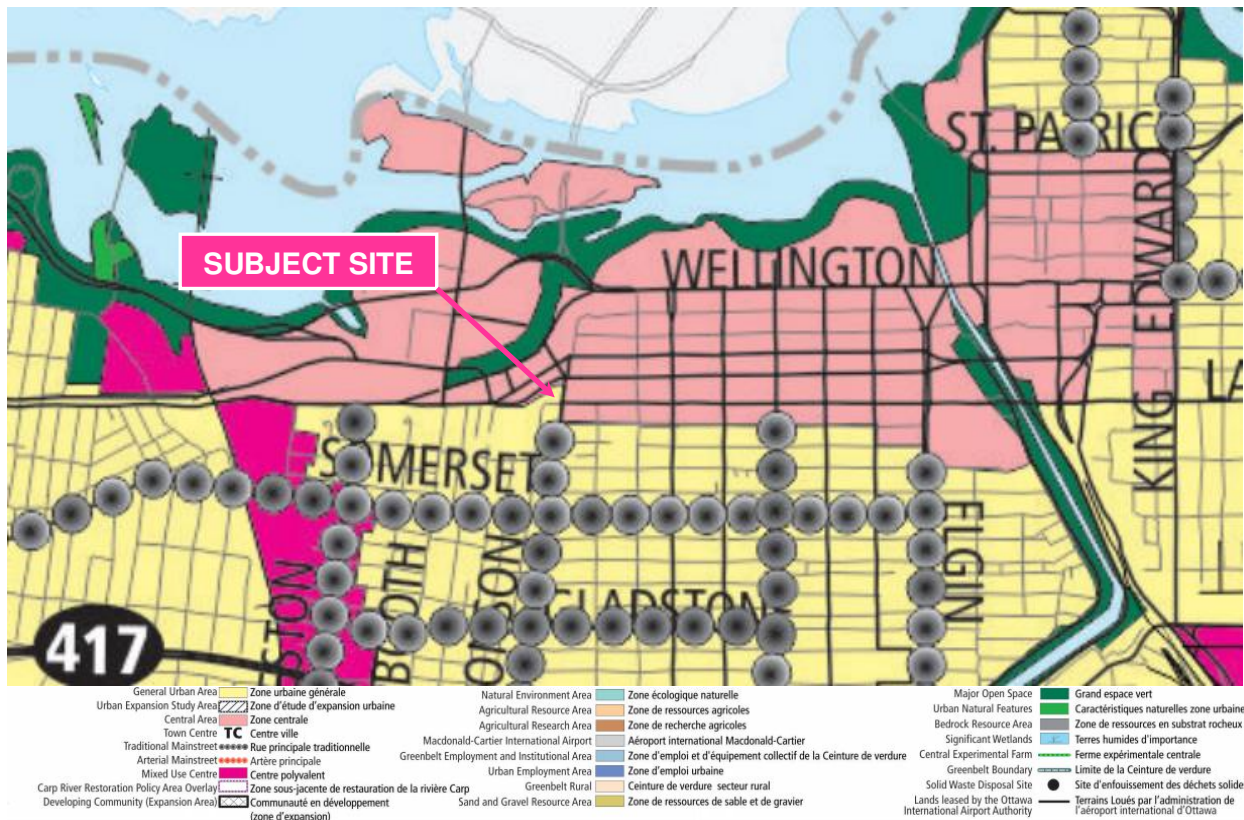 ST. PATRIC
SUBJECT SITE
WELLINGTON
KING EDWARD
LA
SOMERSET
ELGIN
BOOTH
GLADSTON
417
General Urban Area Zone urbaine générale
Urban Expansion Study Area Zone d'étude d'expansion urbaine
Central Area Zone centrale
Town Centre TC Centre ville
Traditional Mainstreet Rue principale traditionnelle
Arterial Mainstreet Artère principale
Mixed Use Centre Centre polyvalent
Carp River Restoration Policy Area Overlay Zone sous-jacente de restauration de la rivière Carp
Developing Community (Expansion Area) Communauté en développement
(zone d'expansion)
Natural Environment Area Zone écologique naturelle
Agricultural Resource Area Zone de ressources agricoles
Agricultural Research Area Zone de recherche agricoles
Macdonald-Cartier International Airport Aéroport international Macdonald-Cartier
Greenbelt Employment and Institutional Area Zone d'emploi et d'équipement collectif de la Ceinture de verdure
Urban Employment Area Zone d'emploi urbaine
Greenbelt Rural Ceinture de verdure secteur rural
Sand and Gravel Resource Area Zone de ressources de sable et de gravier
Major Open Space Grand espace vert
Urban Natural Features Caractéristiques naturelles zone urbaine
Bedrock Resource Area Zone de ressources en substrat rocheux
Significant Wetlands Terres humides d'importance
Central Experimental Farm Ferme expérimentale centrale
Greenbelt Boundary Limite de la Ceinture de verdure
Solid Waste Disposal Site Site d'enfouissement des déchets solide
Lands leased by the Ottawa Terrains Loués par l'administration de
International Airport Authority l'aéroport international d'Ottawa